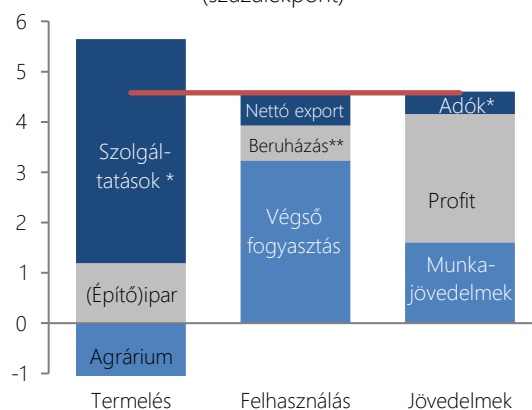 (százalékpont)
6
5
4
3
2
1
0
-1
Szolgál-
tatások *
(Építő)ipar
Agrárium
Nettó export
Beruházás**
Végső
fogyasztás
Adók*
Profit
Munka-
jövedelmek
Termelés
Felhasználás
Jövedelmek